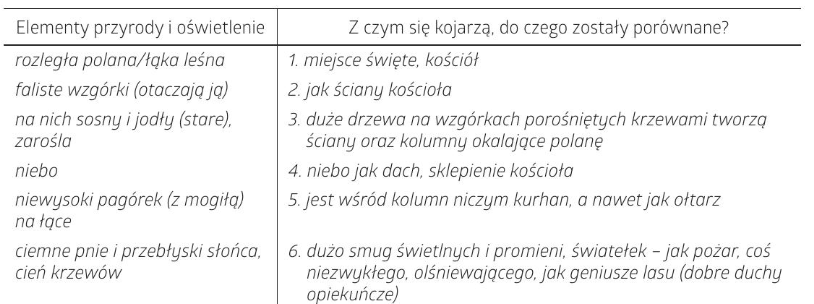 Elementy przyrody i oświetlenie
Z czym się kojarzą, do czego zostały porównane?
rozległa polana/łąka leśna
1. miejsce święte, kościół
faliste wzgórki (otaczają ją)
2. jak ściany kościoła
na nich sosny i jodły (stare),
zarośla
3. duże drzewa na wzgórkach porośniętych krzewami tworzą
ściany oraz kolumny okalające polanę
niebo
4. niebo jak dach, sklepienie kościoła
niewysoki pagórek (z mogiłą)
na łące
5. jest wśród kolumn niczym kurhan, a nawet jak ołtarz
ciemne pnie i przebłyski słońca,
cień krzewów
6. dużo smug świetlnych i promieni, światełek – jak pożar, coś
niezwykłego, olśniewającego, jak geniusze lasu (dobre duchy
opiekuńcze)